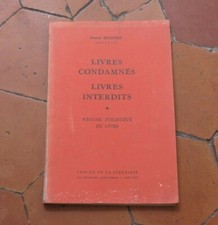 LIVRES
CONDAMNÉS
LIVRES
INTERDITS
RÉGIME JURIDIQUE
DU LIVRE
CERCLE DE LA LIBRAIRIE